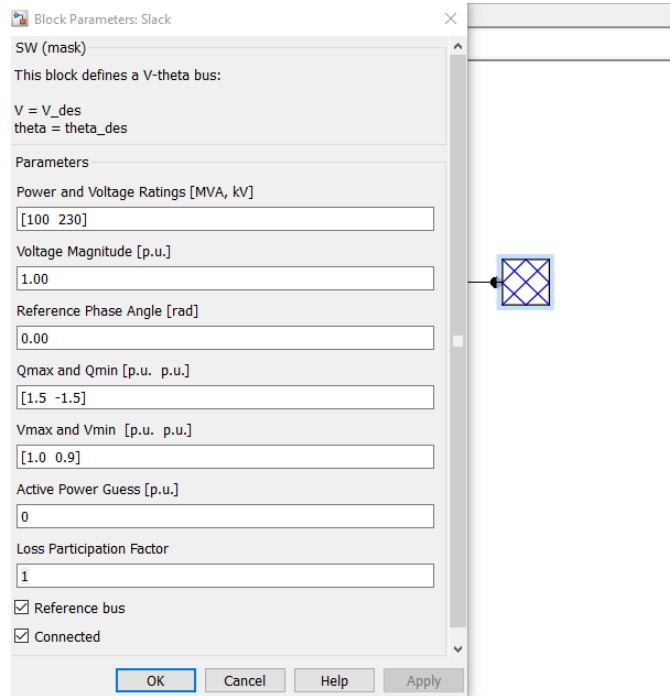 Block Parameters: Slack
SW (mask)
This block defines a V-theta bus:
V = V_des
theta = theta_des
Parameters
Power and Voltage Ratings [MVA, kV]
[100 230]
Voltage Magnitude [p.u.]
1.00
Reference Phase Angle [rad]
0.00
Qmax and Qmin [p.u. p.u.]
[1.5 -1.5]
Vmax and Vmin [p.u. p.u.]
[1.0 0.9]
Active Power Guess [p.u.]
0
Loss Participation Factor
1
Reference bus
Connected
OK Cancel Help Apply